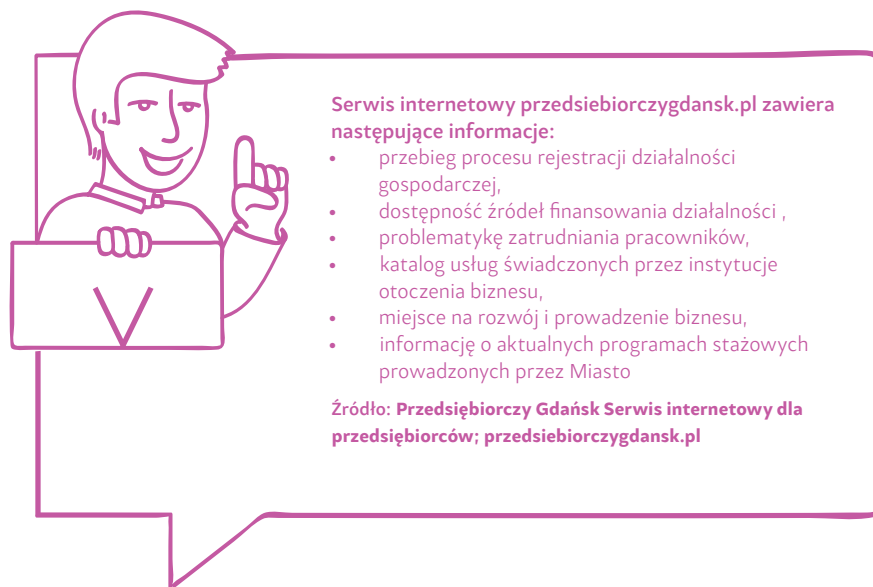 Serwis internetowy przedsiebiorczygdansk.pl zawiera
następujące informacje:
• przebieg procesu rejestracji działalności
gospodarczej,
• dostępność źródeł finansowania działalności ,
• problematykę zatrudniania pracowników,
• katalog usług świadczonych przez instytucje
otoczenia biznesu,
• miejsce na rozwój i prowadzenie biznesu,
• informację o aktualnych programach stażowych
prowadzonych przez Miasto
Źródło: Przedsiębiorczy Gdańsk Serwis internetowy dla
przedsiębiorców; przedsiebiorczygdansk.pl
V